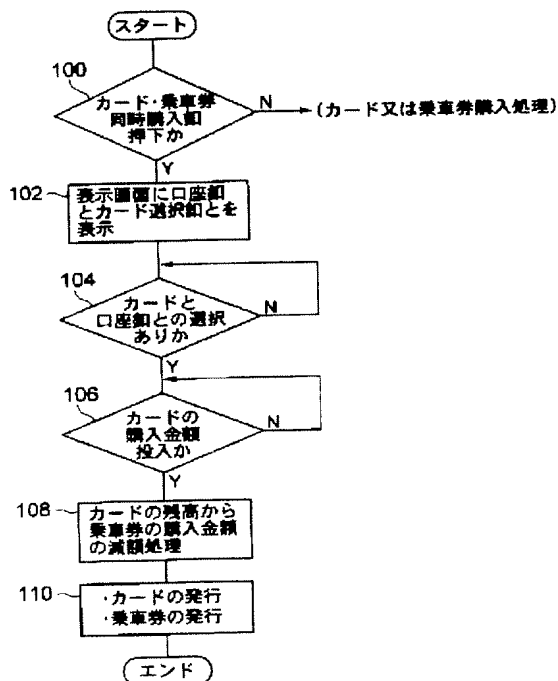 スタート
100
カード・乗車券
同時購入釦
押下か
N
(カード又は乗車券購入処理)
Y
102
表示画面に口座釦
とカード選択釦とを
表示
104
カードと
口座釦との選択
ありか
N
Y
106
カードの
購入金額
投入か
N
Y
108
カードの残高から
乗車券の購入金額
の減額処理
110
・カードの発行
・乗車券の発行
エンド